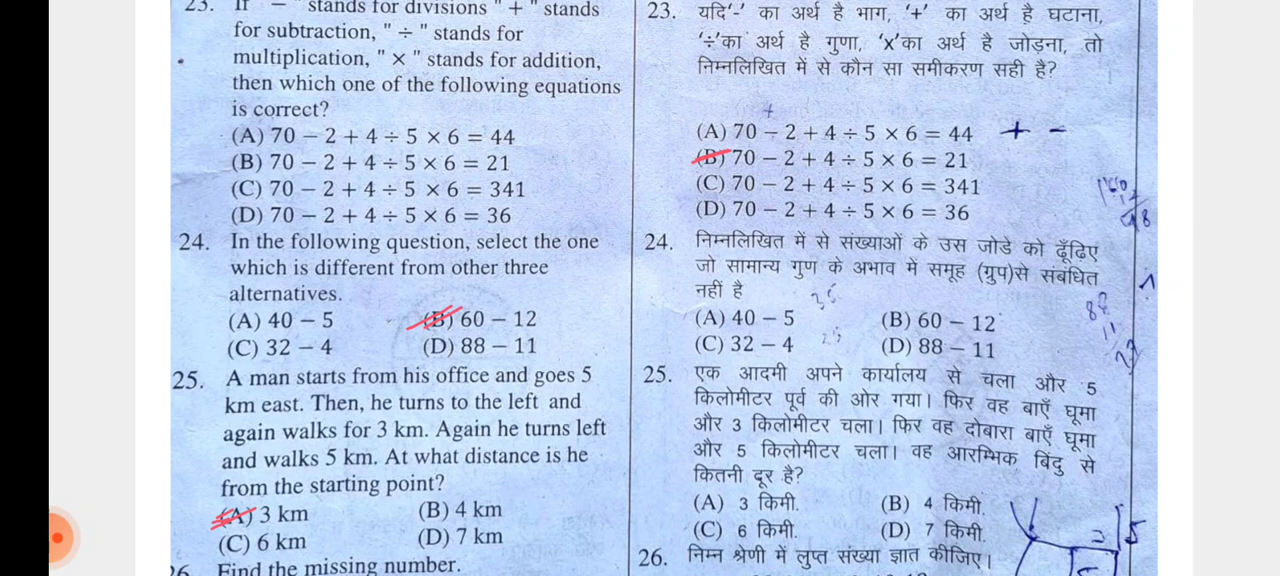 23. If " − " stands for divisions " + " stands
for subtraction, " ÷ " stands for
multiplication, " × " stands for addition,
then which one of the following equations
is correct?
(A) 70 − 2 + 4 ÷ 5 × 6 = 44
(B) 70 − 2 + 4 ÷ 5 × 6 = 21
(C) 70 − 2 + 4 ÷ 5 × 6 = 341
(D) 70 − 2 + 4 ÷ 5 × 6 = 36
24. In the following question, select the one
which is different from other three
alternatives.
(A) 40 − 5 (B) 60 − 12
(C) 32 − 4 (D) 88 − 11
25. A man starts from his office and goes 5
km east. Then, he turns to the left and
again walks for 3 km. Again he turns left
and walks 5 km. At what distance is he
from the starting point?
(A) 3 km (B) 4 km
(C) 6 km (D) 7 km
26. Find the missing number.
23. यदि'-' का अर्थ है भाग, '+' का अर्थ है घटाना,
'÷'का अर्थ है गुणा, 'x'का अर्थ है जोड़ना, तो
निम्नलिखित में से कौन सा समीकरण सही है?
+
(A) 70 − 2 + 4 ÷ 5 × 6 = 44 + −
(B) 70 − 2 + 4 ÷ 5 × 6 = 21
(C) 70 − 2 + 4 ÷ 5 × 6 = 341
(D) 70 − 2 + 4 ÷ 5 × 6 = 36
24. निम्नलिखित में से संख्याओं के उस जोडे को ढूँढिए
जो सामान्य गुण के अभाव में समूह (ग्रुप)से संबंधित
नहीं है
(A) 40 − 5 (B) 60 − 12
(C) 32 − 4 (D) 88 − 11
25. एक आदमी अपने कार्यालय से चला और 5
किलोमीटर पूर्व की ओर गया। फिर वह बाएँ घूमा
और 3 किलोमीटर चला। फिर वह दोबारा बाएँ घूमा
और 5 किलोमीटर चला। वह आरम्भिक बिंदु से
कितनी दूर है?
(A) 3 किमी. (B) 4 किमी.
(C) 6 किमी. (D) 7 किमी.
26. निम्न श्रेणी में लुप्त संख्या ज्ञात कीजिए।